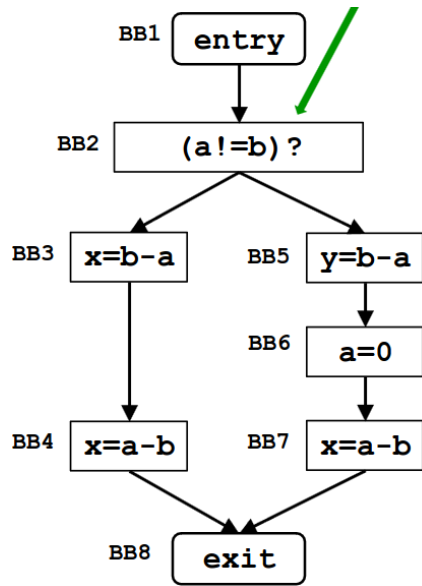 BB1 entry
BB2 (a!=b)?
BB3 x=b-a BB5 y=b-a
BB6 a=0
BB4 x=a-b BB7 x=a-b
BB8 exit